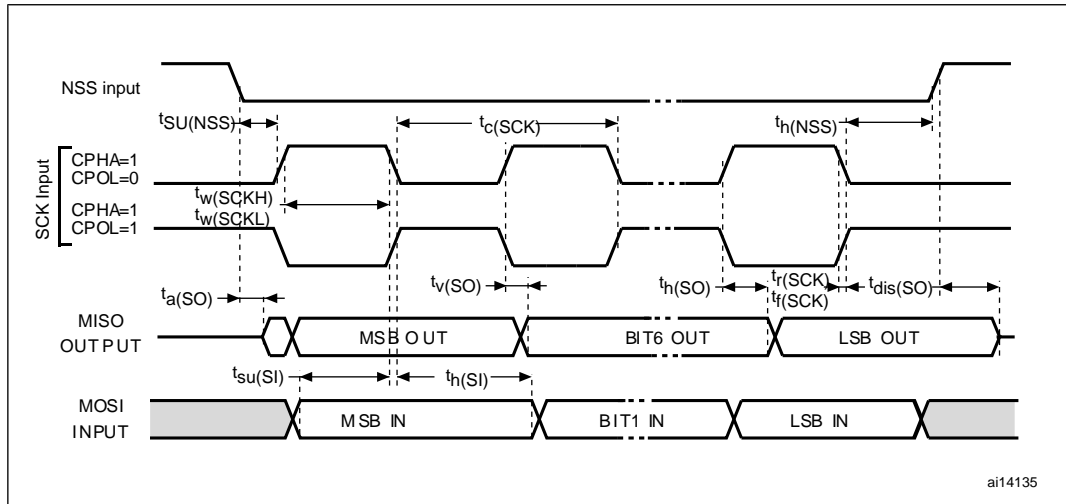 NSS input
tSU(NSS)
tc(SCK)
th(NSS)
SCK Input
CPHA=1
CPOL=0
tw(SCKH)
CPHA=1
tw(SCKL)
CPOL=1
ta(SO)
tv(SO)
th(SO)
tr(SCK)
tf(SCK)
tdis(SO)
MISO
OUTPUT
MSB OUT
BIT6 OUT
LSB OUT
tsu(SI)
th(SI)
MOSI
INPUT
MSB IN
BIT1 IN
LSB IN
ai14135